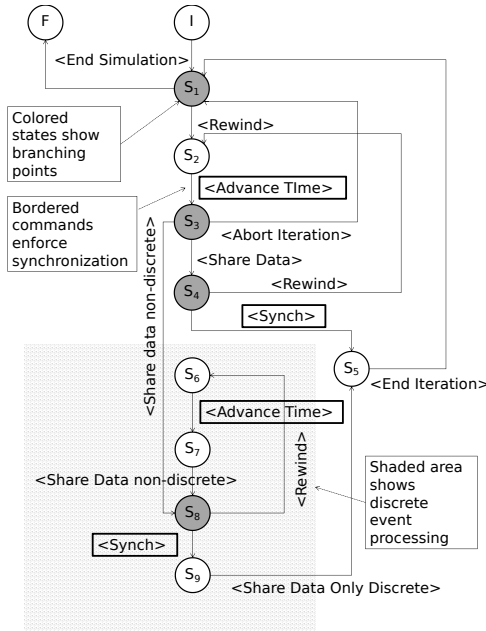 F
I
<End Simulation>
S1
Colored
states show
branching
points
<Rewind>
S2
<Advance TIme>
Bordered
commands
enforce
synchronization
S3
<Abort Iteration>
<Share Data>
<Share data non-discrete>
S4
<Rewind>
<Synch>
S5
<End Iteration>
S6
<Advance Time>
S7
<Share Data non-discrete>
<Rewind>
Shaded area
shows
discrete
event
processing
S8
<Synch>
S9
<Share Data Only Discrete>